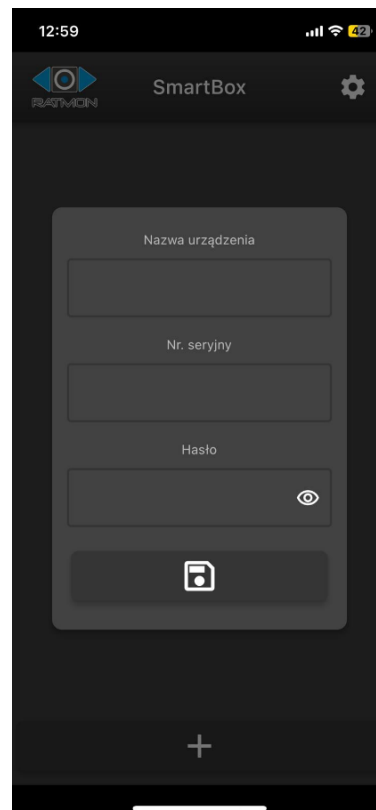 12:59
42
RATMON
SmartBox
Nazwa urządzenia
Nr. seryjny
Hasło